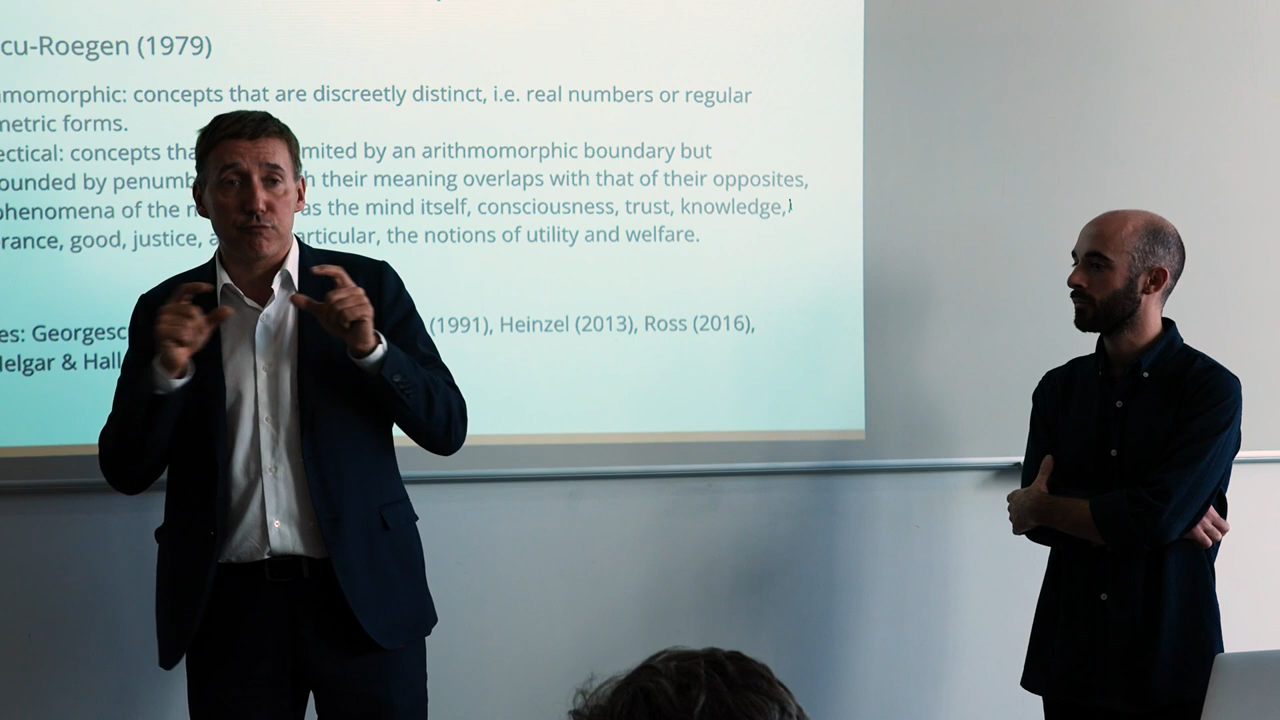 cu-Roegen (1979)
momorphic: concepts that are discreetly distinct, i.e. real numbers or regular
metric forms.
ectical: concepts tha mited by an arithmomorphic boundary but
ounded by penumb h their meaning overlaps with that of their opposites,
phenomena of the m as the mind itself, consciousness, trust, knowledge,
rance, good, justice, a articular, the notions of utility and welfare.
es: Georgesc (1991), Heinzel (2013), Ross (2016),
elgar & Hall